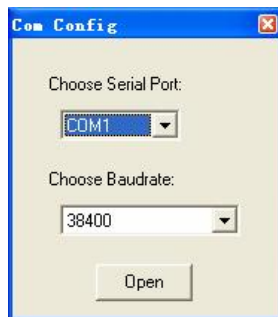 Com Config
Choose Serial Port:
COM1
Choose Baudrate:
38400
Open